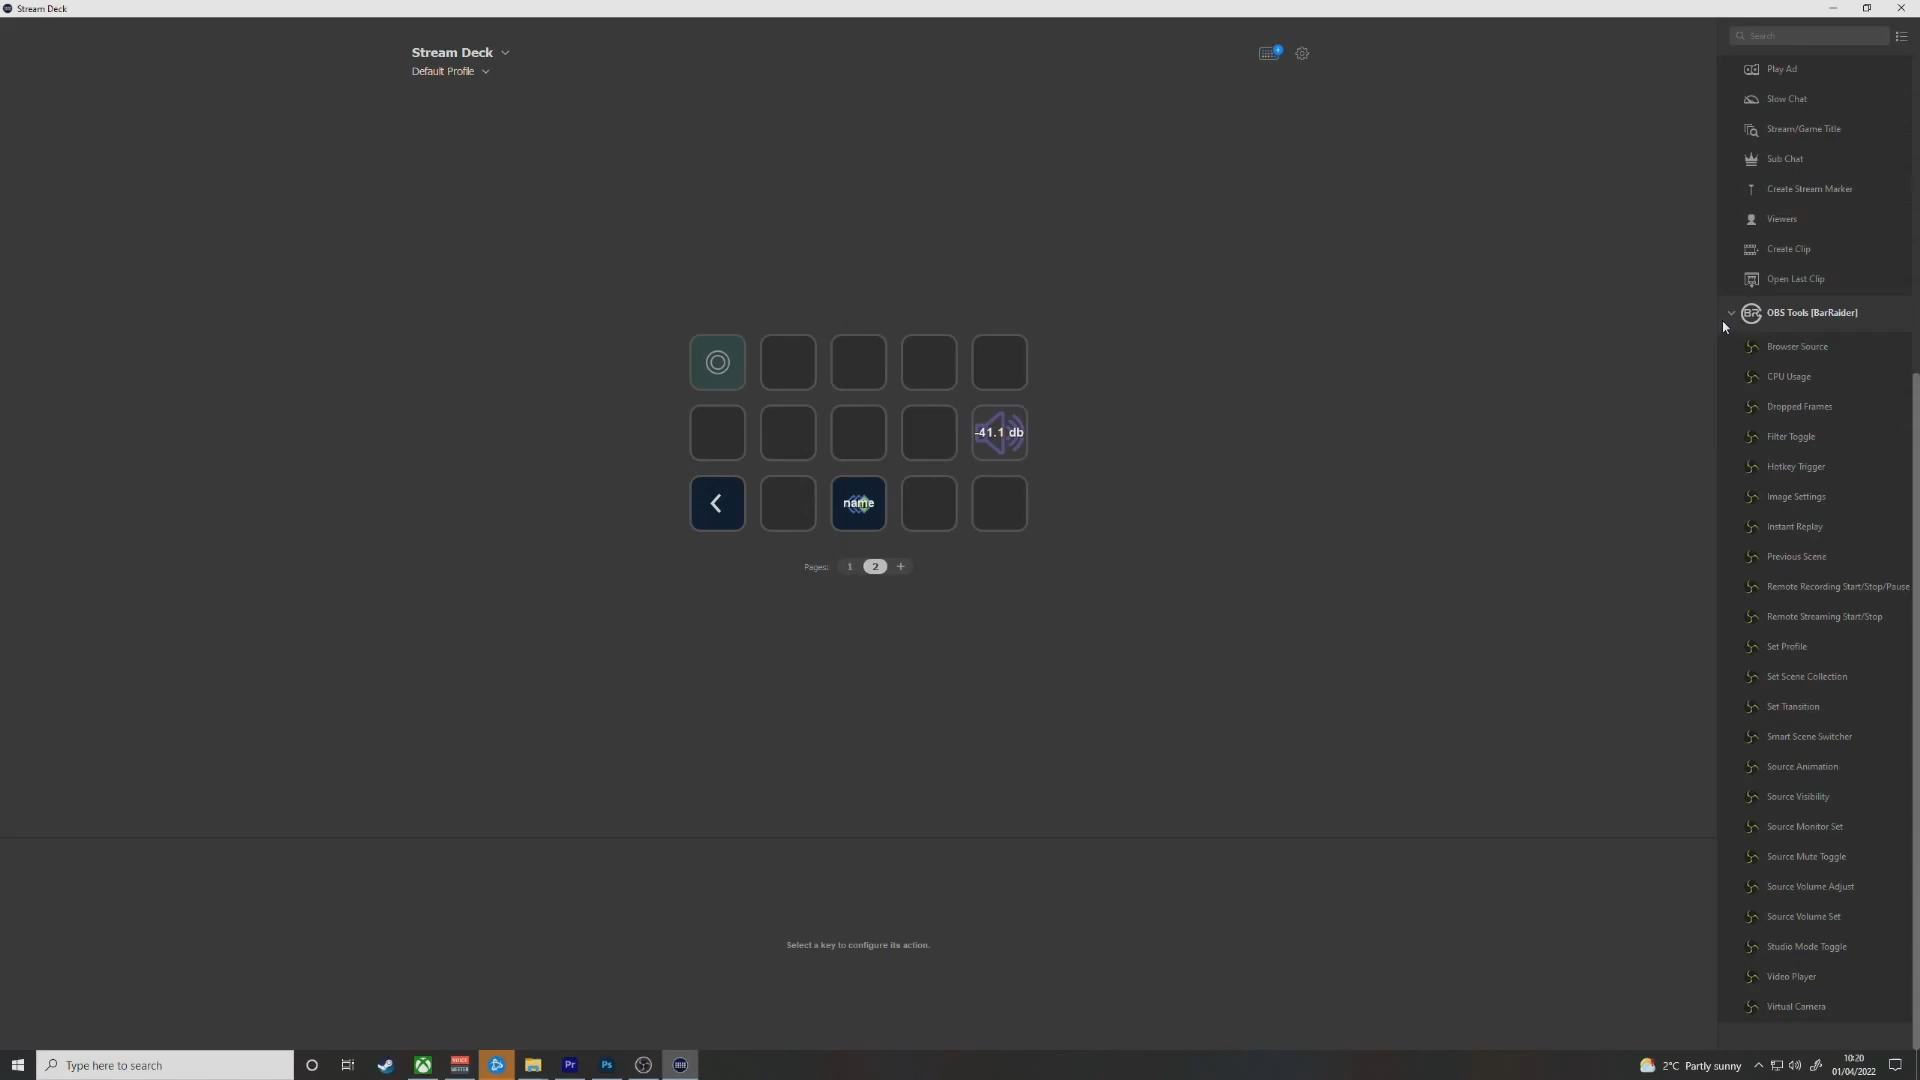 Stream Deck
Stream Deck
Default Profile
Search
Play Ad
Slow Chat
Stream/Game Title
Sub Chat
Create Stream Marker
Viewers
Create Clip
Open Last Clip
BR OBS Tools [BarRaider]
Browser Source
CPU Usage
Dropped Frames
Filter Toggle
Hotkey Trigger
Image Settings
Instant Replay
Previous Scene
Remote Recording Start/Stop/Pause
Remote Streaming Start/Stop
Set Profile
Set Scene Collection
Set Transition
Smart Scene Switcher
Source Animation
Source Visibility
Source Monitor Set
Source Mute Toggle
Source Volume Adjust
Source Volume Set
Studio Mode Toggle
Video Player
Virtual Camera
-41.1 db
name
Pages: 1 2 +
Select a key to configure its action.
Type here to search
VOICE MEETER
Pr
Ps
2°C Partly sunny
10:20
01/04/2022